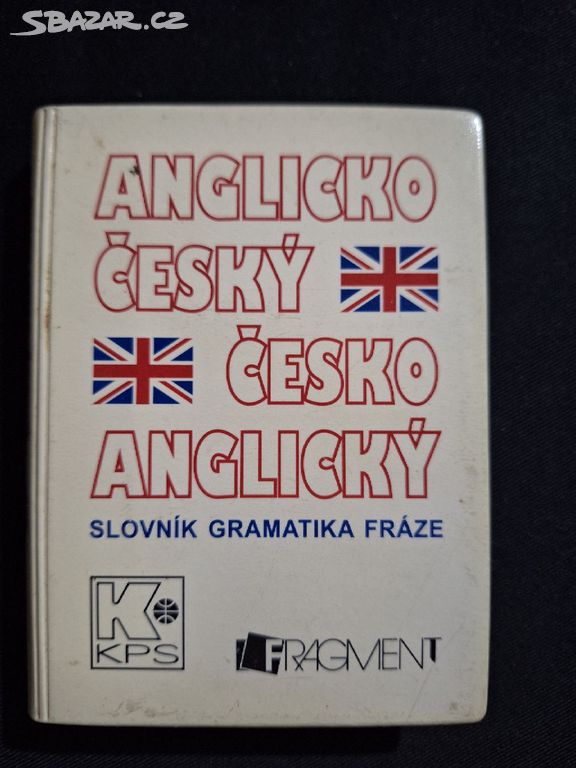 SBAZAR.CZ
ANGLICKO
ČESKÝ
ČESKO
ANGLICKÝ
SLOVNÍK GRAMATIKA FRÁZE
K
KPS
FRAGMENT